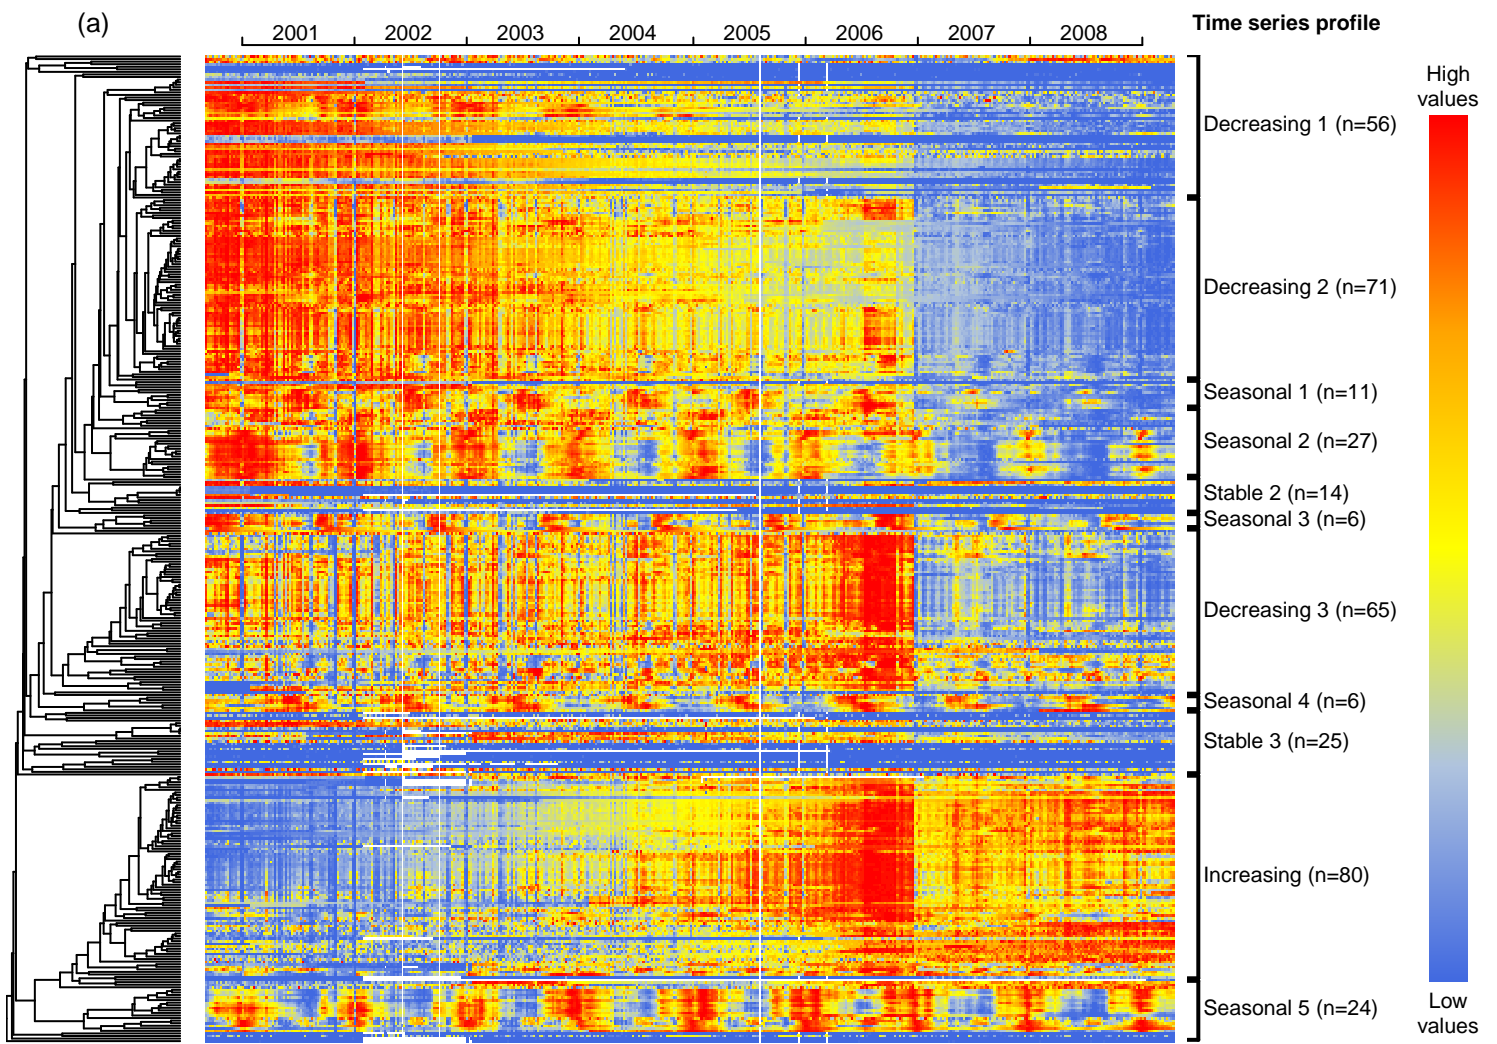 (a)
Time series profile
2001 2002 2003 2004 2005 2006 2007 2008
High
values
Decreasing 1 (n=56)
Decreasing 2 (n=71)
Seasonal 1 (n=11)
Seasonal 2 (n=27)
Stable 2 (n=14)
Seasonal 3 (n=6)
Decreasing 3 (n=65)
Seasonal 4 (n=6)
Stable 3 (n=25)
Increasing (n=80)
Seasonal 5 (n=24)
Low
values